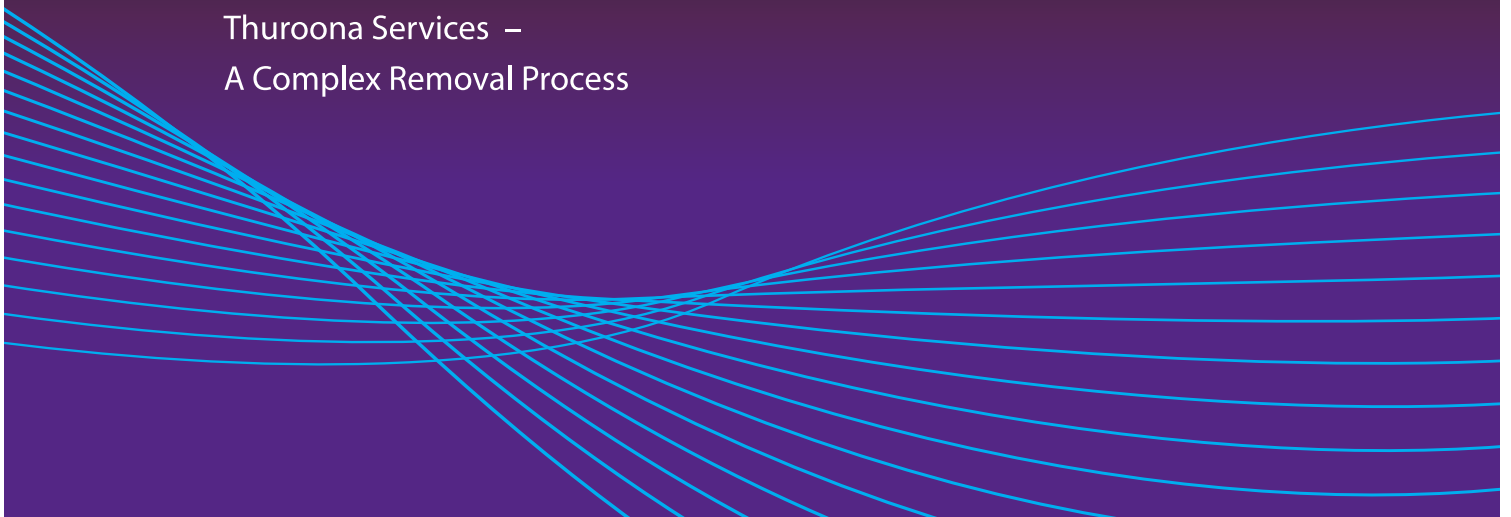 Thuroona Services –
A Complex Removal Process